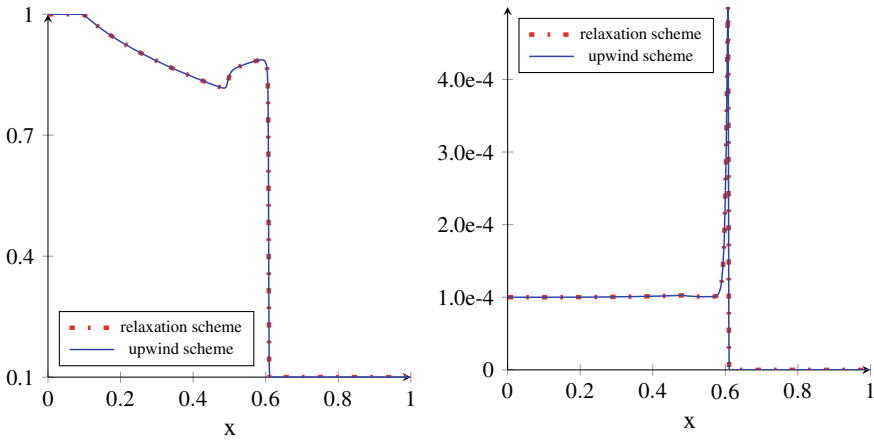 1
0.7
0.4
0.1
0
0.2
0.4
0.6
0.8
1
x
relaxation scheme
upwind scheme
4.0e-4
3.0e-4
2.0e-4
1.0e-4
0
0
0.2
0.4
0.6
0.8
1
x
relaxation scheme
upwind scheme